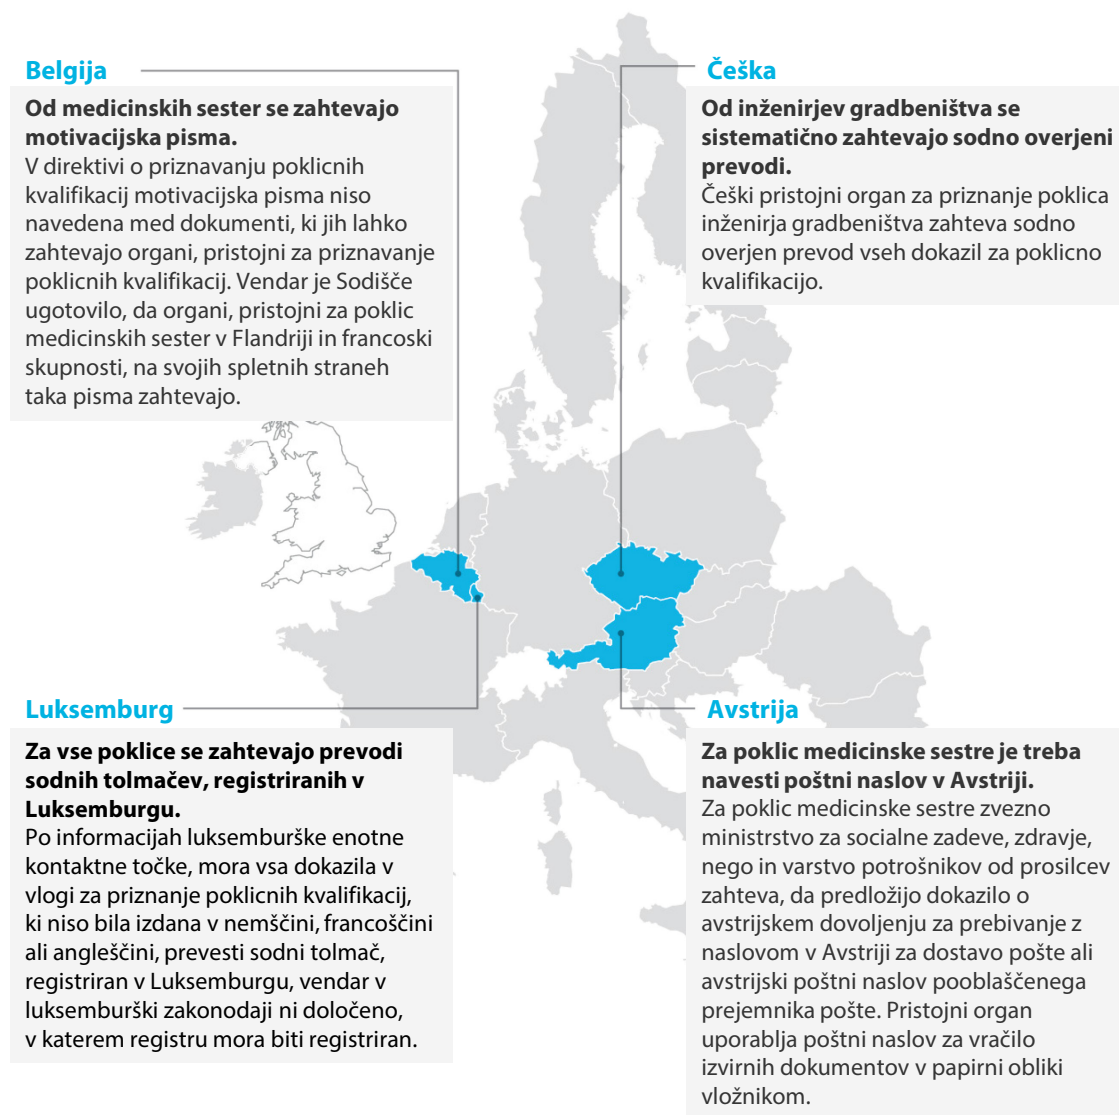 Belgija
Od medicinskih sester se zahtevajo
motivacijska pisma.
V direktivi o priznavanju poklicnih
kvalifikacij motivacijska pisma niso
navedena med dokumenti, ki jih lahko
zahtevajo organi, pristojni za priznavanje
poklicnih kvalifikacij. Vendar je Sodišče
ugotovilo, da organi, pristojni za poklic
medicinskih sester v Flandriji in francoski
skupnosti, na svojih spletnih straneh
taka pisma zahtevajo.
Češka
Od inženirjev gradbeništva se
sistematično zahtevajo sodno overjeni
prevodi.
Češki pristojni organ za priznanje poklica
inženirja gradbeništva zahteva sodno
overjen prevod vseh dokazil za poklicno
kvalifikacijo.
Luksemburg
Za vse poklice se zahtevajo prevodi
sodnih tolmačev, registriranih v
Luksemburgu.
Po informacijah luksemburške enotne
kontaktne točke, mora vsa dokazila v
vlogi za priznanje poklicnih kvalifikacij,
ki niso bila izdana v nemščini, francoščini
ali angleščini, prevesti sodni tolmač,
registriran v Luksemburgu, vendar v
luksemburški zakonodaji ni določeno,
v katerem registru mora biti registriran.
Avstrija
Za poklic medicinske sestre je treba
navesti poštni naslov v Avstriji.
Za poklic medicinske sestre zvezno
ministrstvo za socialne zadeve, zdravje,
nego in varstvo potrošnikov od prosilcev
zahteva, da predložijo dokazilo o
avstrijskem dovoljenju za prebivanje z
naslovom v Avstriji za dostavo pošte ali
avstrijski poštni naslov pooblaščenega
prejemnika pošte. Pristojni organ
uporablja poštni naslov za vračilo
izvirnih dokumentov v papirni obliki
vložnikom.